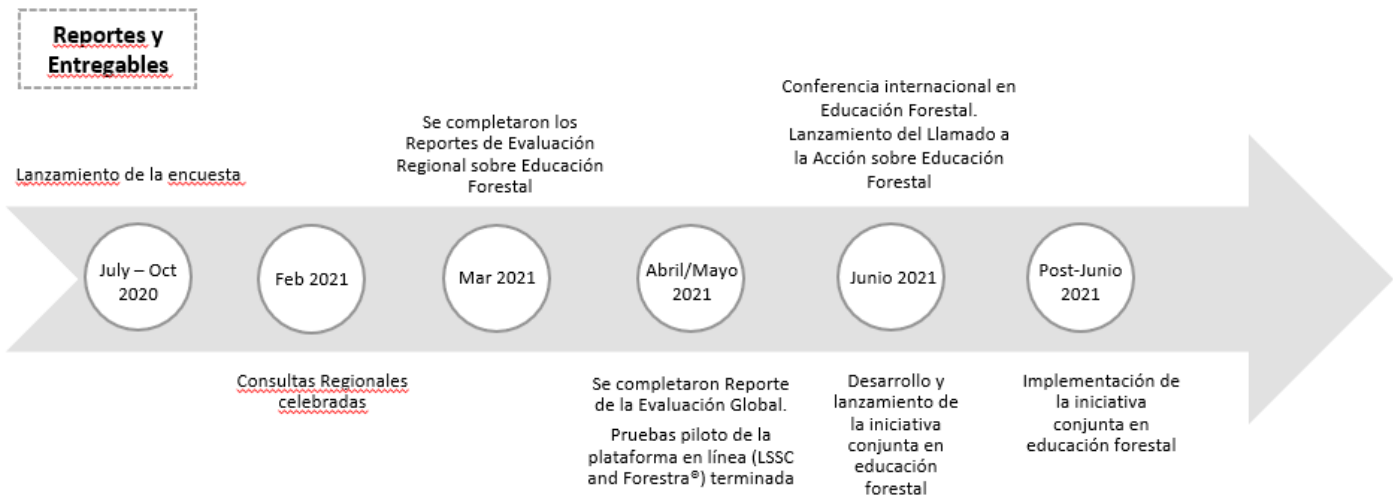 Reportes y
Entregables
Lanzamiento de la encuesta
Se completaron los
Reportes de Evaluación
Regional sobre Educación
Forestal
Conferencia internacional en
Educación Forestal.
Lanzamiento del Llamado a
la Acción sobre Educación
Forestal
July – Oct
2020
Feb 2021
Mar 2021
Abril/Mayo
2021
Junio 2021
Post-Junio
2021
Consultas Regionales
celebradas
Se completaron Reporte
de la Evaluación Global.
Pruebas piloto de la
plataforma en línea (LSSC
and Forestra®) terminada
Desarrollo y
lanzamiento de
la iniciativa
conjunta en
educación
forestal
Implementación de
la iniciativa
conjunta en
educación forestal